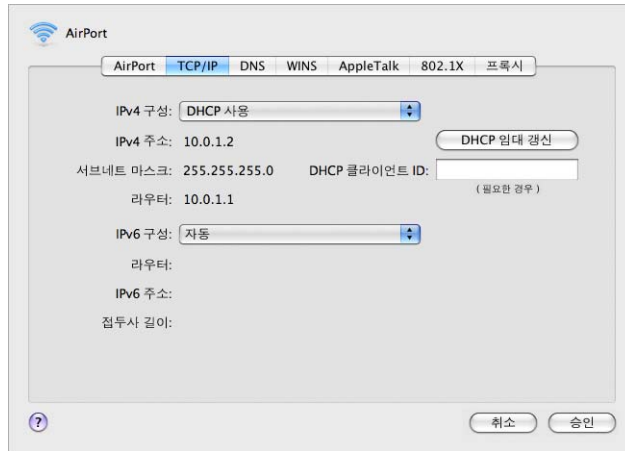 AirPort
AirPort TCP/IP DNS WINS AppleTalk 802.1X 프록시
IPv4 구성: DHCP 사용
IPv4 주소: 10.0.1.2 DHCP 임대 갱신
서브네트 마스크: 255.255.255.0 DHCP 클라이언트 ID:
( 필요한 경우 )
라우터: 10.0.1.1
IPv6 구성: 자동
라우터:
IPv6 주소:
접두사 길이:
? 취소 승인